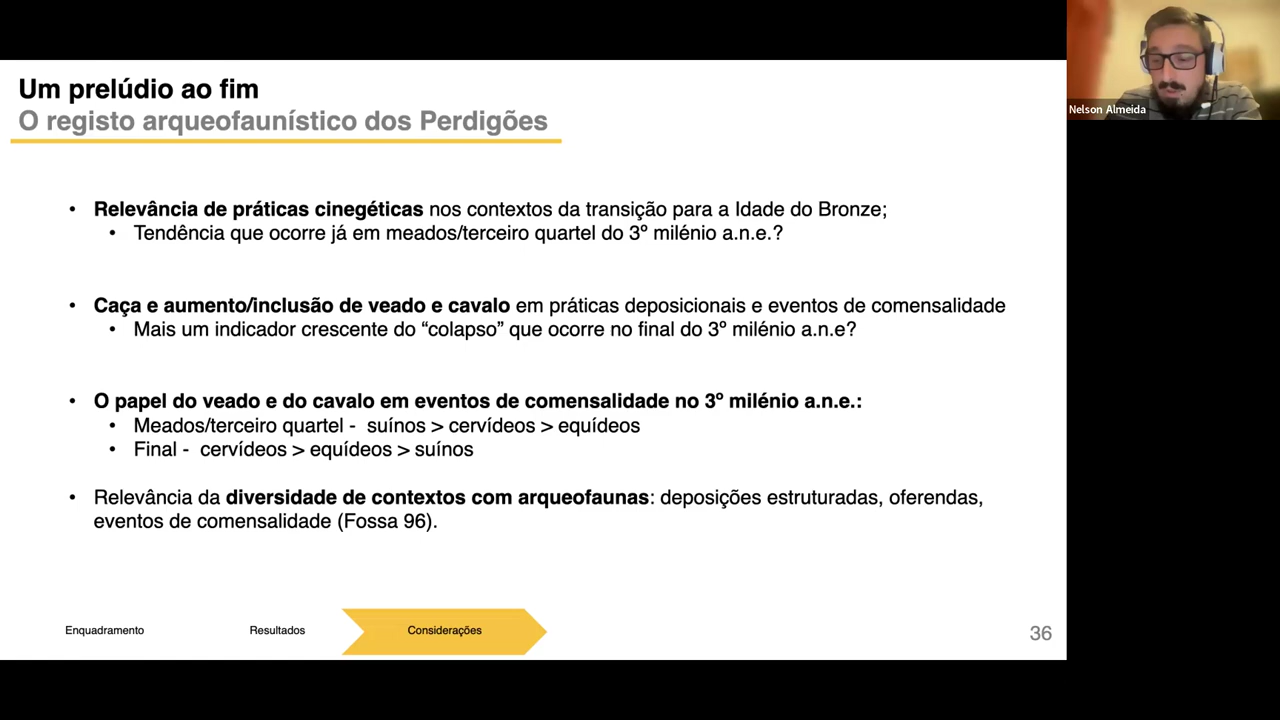 Um prelúdio ao fim
O registo arqueofaunístico dos Perdigões
Nelson Almeida
• Relevância de práticas cinegéticas nos contextos da transição para a Idade do Bronze;
• Tendência que ocorre já em meados/terceiro quartel do 3º milénio a.n.e.?
• Caça e aumento/inclusão de veado e cavalo em práticas deposicionais e eventos de comensalidade
• Mais um indicador crescente do “colapso” que ocorre no final do 3º milénio a.n.e?
• O papel do veado e do cavalo em eventos de comensalidade no 3º milénio a.n.e.:
• Meados/terceiro quartel - suínos > cervídeos > equídeos
• Final - cervídeos > equídeos > suínos
• Relevância da diversidade de contextos com arqueofaunas: deposições estruturadas, oferendas,
eventos de comensalidade (Fossa 96).
Enquadramento
Resultados
Considerações
36